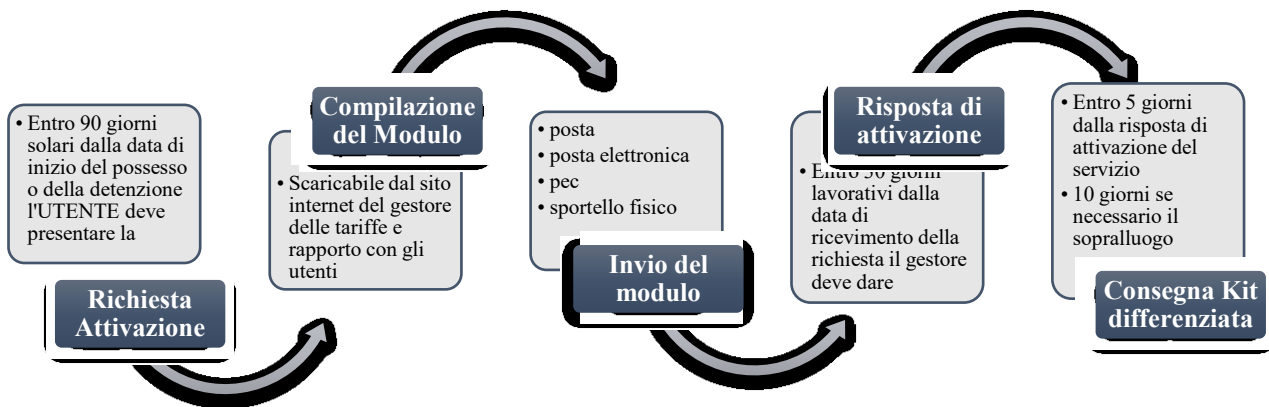 • Entro 90 giorni
solari dalla data di
inizio del possesso
o della detenzione
l'UTENTE deve
presentare la
Richiesta
Attivazione
Compilazione
del Modulo
• Scaricabile dal sito
internet del gestore
delle tariffe e
rapporto con gli
utenti
• posta
• posta elettronica
• pec
• sportello fisico
Invio del
modulo
Risposta di
attivazione
• Entro 30 giorni
lavorativi dalla
data di
ricevimento della
richiesta il gestore
deve dare
• Entro 5 giorni
dalla risposta di
attivazione del
servizio
• 10 giorni se
necessario il
sopralluogo
Consegna Kit
differenziata